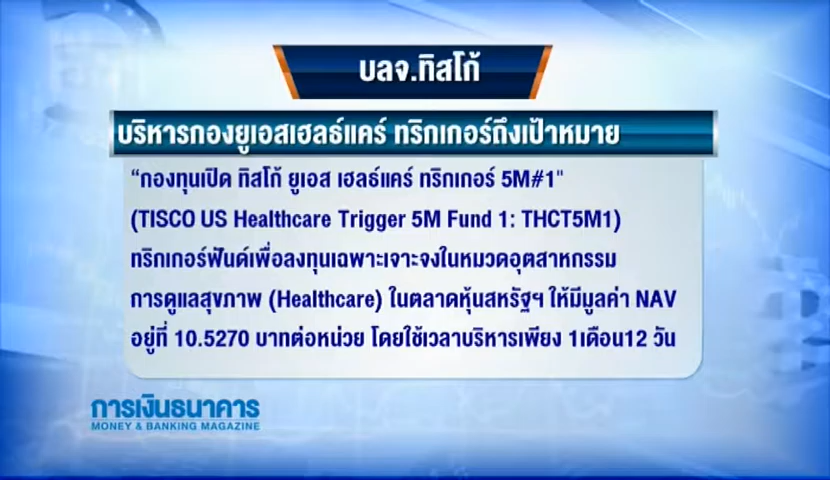 บลจ.ทิสโก้
บริหารกองยูเอสเฮลธ์แคร์ ทริกเกอร์ถึงเป้าหมาย
“กองทุนเปิด ทิสโก้ ยูเอส เฮลธ์แคร์ ทริกเกอร์ 5M#1"
(TISCO US Healthcare Trigger 5M Fund 1: THCT5M1)
ทริกเกอร์ฟันด์เพื่อลงทุนเฉพาะเจาะจงในหมวดอุตสาหกรรม
การดูแลสุขภาพ (Healthcare) ในตลาดหุ้นสหรัฐฯ ให้มีมูลค่า NAV
อยู่ที่ 10.5270 บาทต่อหน่วย โดยใช้เวลาบริหารเพียง 1เดือน12 วัน
การเงินธนาคาร
MONEY & BANKING MAGAZINE